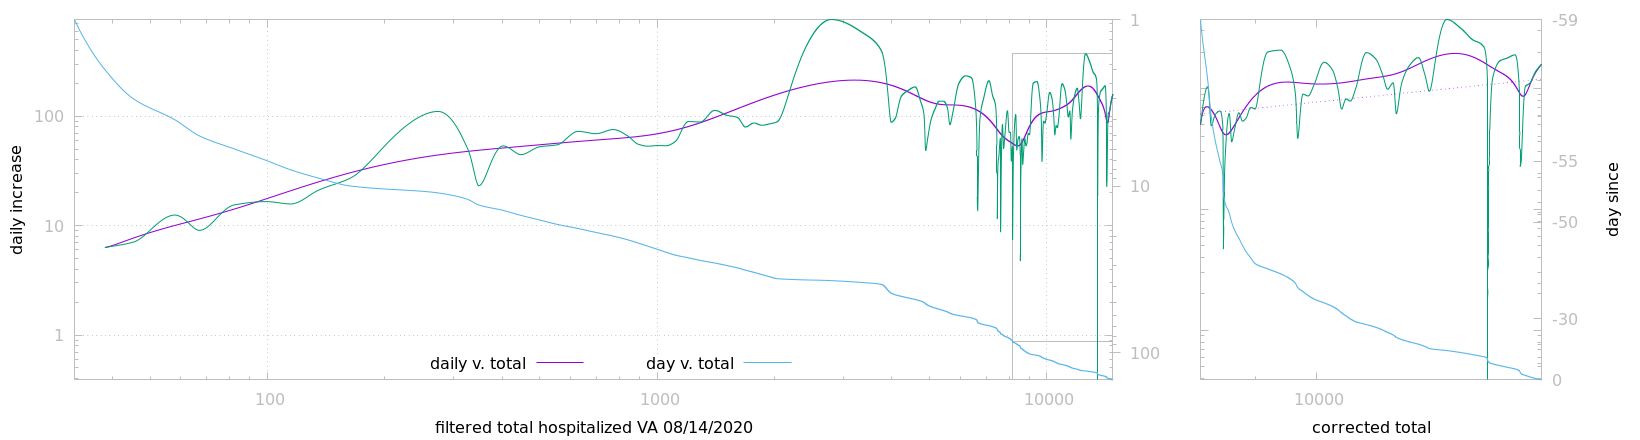 daily increase
100
10
1
1
10
100
100
1000
10000
daily v. total
day v. total
filtered total hospitalized VA 08/14/2020
-59
-55
-50
-30
0
day since
10000
corrected total